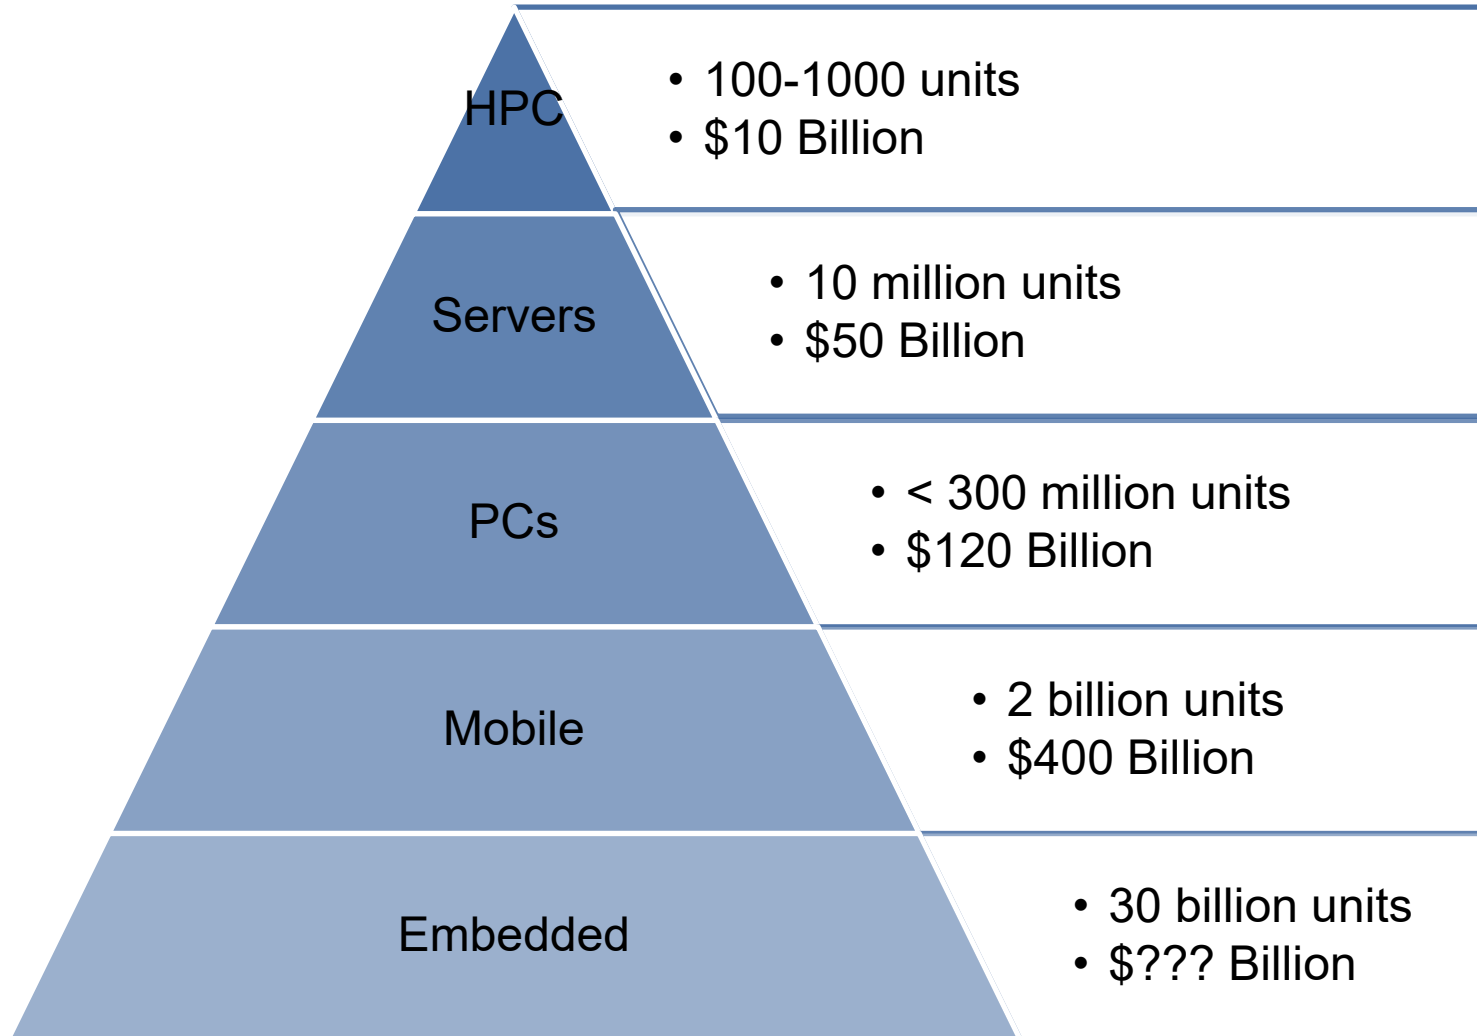 HPC
• 100-1000 units
• $10 Billion
Servers
• 10 million units
• $50 Billion
PCs
• < 300 million units
• $120 Billion
Mobile
• 2 billion units
• $400 Billion
Embedded
• 30 billion units
• $??? Billion